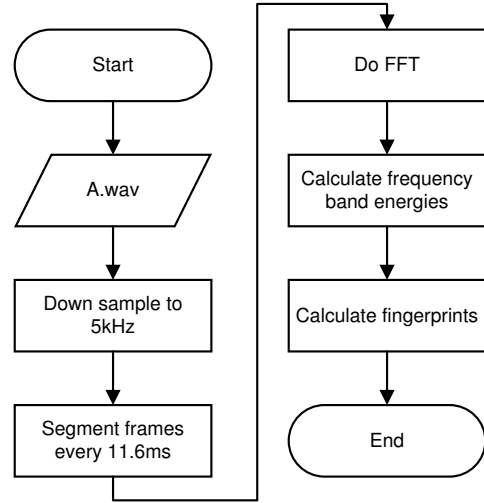 Start
A.wav
Down sample to
5kHz
Segment frames
every 11.6ms
Do FFT
Calculate frequency
band energies
Calculate fingerprints
End